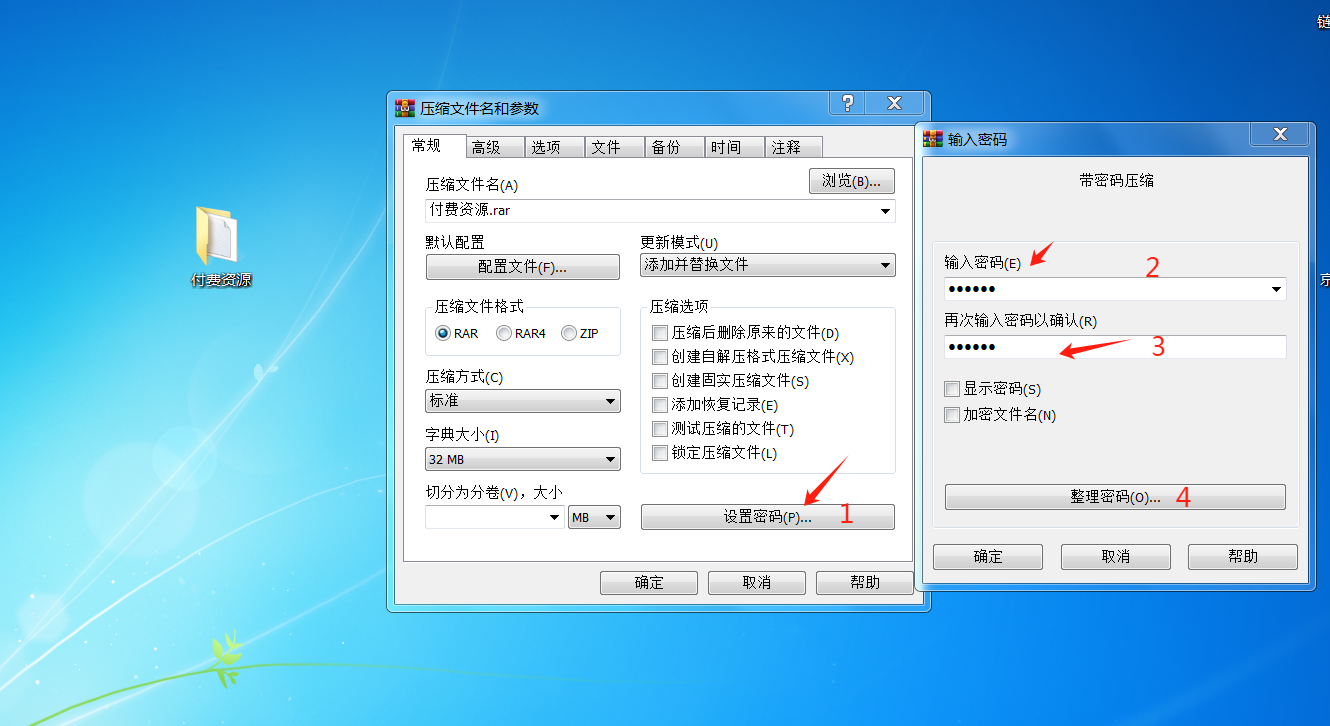 链
付费资源
京
压缩文件名和参数
?
X
常规 高级 选项 文件 备份 时间 注释
压缩文件名(A)
浏览(B)...
付费资源.rar
默认配置
配置文件(F)...
更新模式(U)
添加并替换文件
压缩文件格式
RAR RAR4 ZIP
压缩方式(C)
标准
字典大小(I)
32 MB
切分为分卷(V)，大小
MB
压缩选项
压缩后删除原来的文件(D)
创建自解压格式压缩文件(X)
创建固实压缩文件(S)
添加恢复记录(E)
测试压缩的文件(T)
锁定压缩文件(L)
设置密码(P)... 1
确定 取消 帮助
输入密码
X
带密码压缩
输入密码(E) 2
••••••
再次输入密码以确认(R)
•••••• 3
显示密码(S)
加密文件名(N)
整理密码(O)... 4
确定 取消 帮助